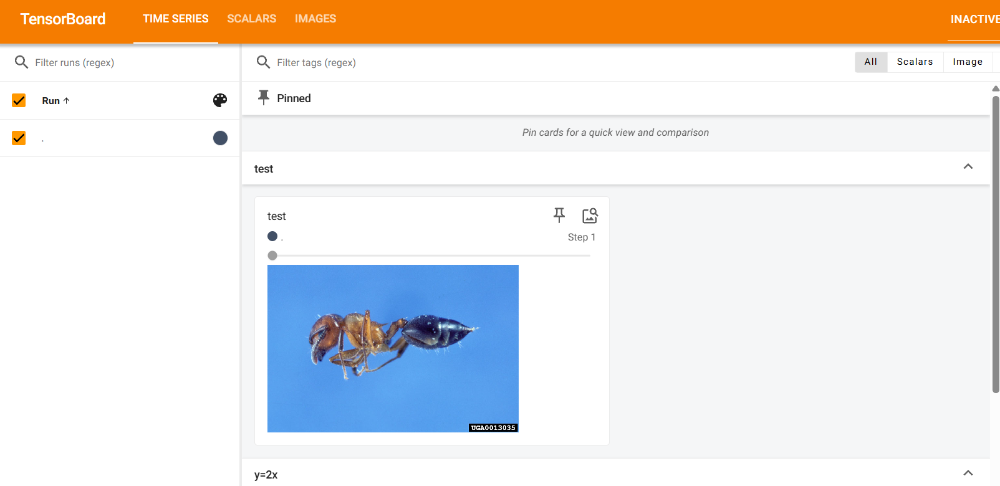 TensorBoard
TIME SERIES
SCALARS
IMAGES
INACTIVE
Filter runs (regex)
Filter tags (regex)
All
Scalars
Image
Run
Pinned
.
Pin cards for a quick view and comparison
test
test
.
Step 1
UGA0013035
y=2x